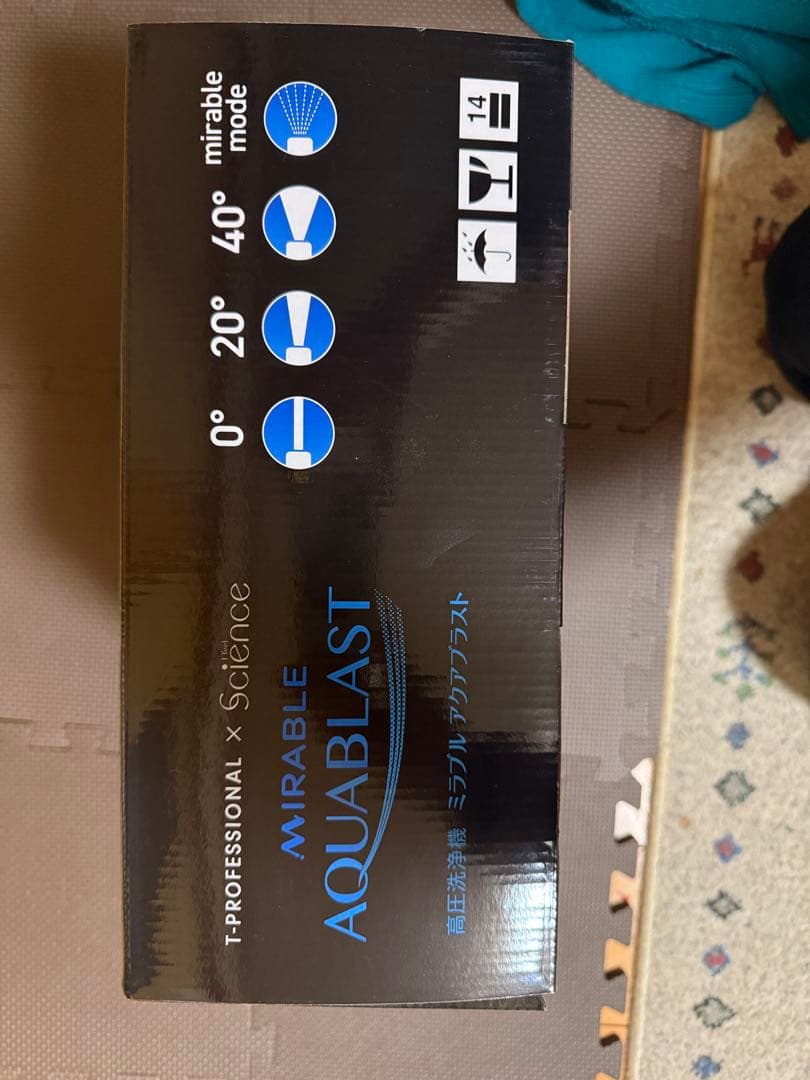 T-PROFESSIONAL × Science
MIRABLE
AQUABLAST
高圧洗浄機 ミラブル アクアブラスト
0° 20° 40° mirable
mode
14